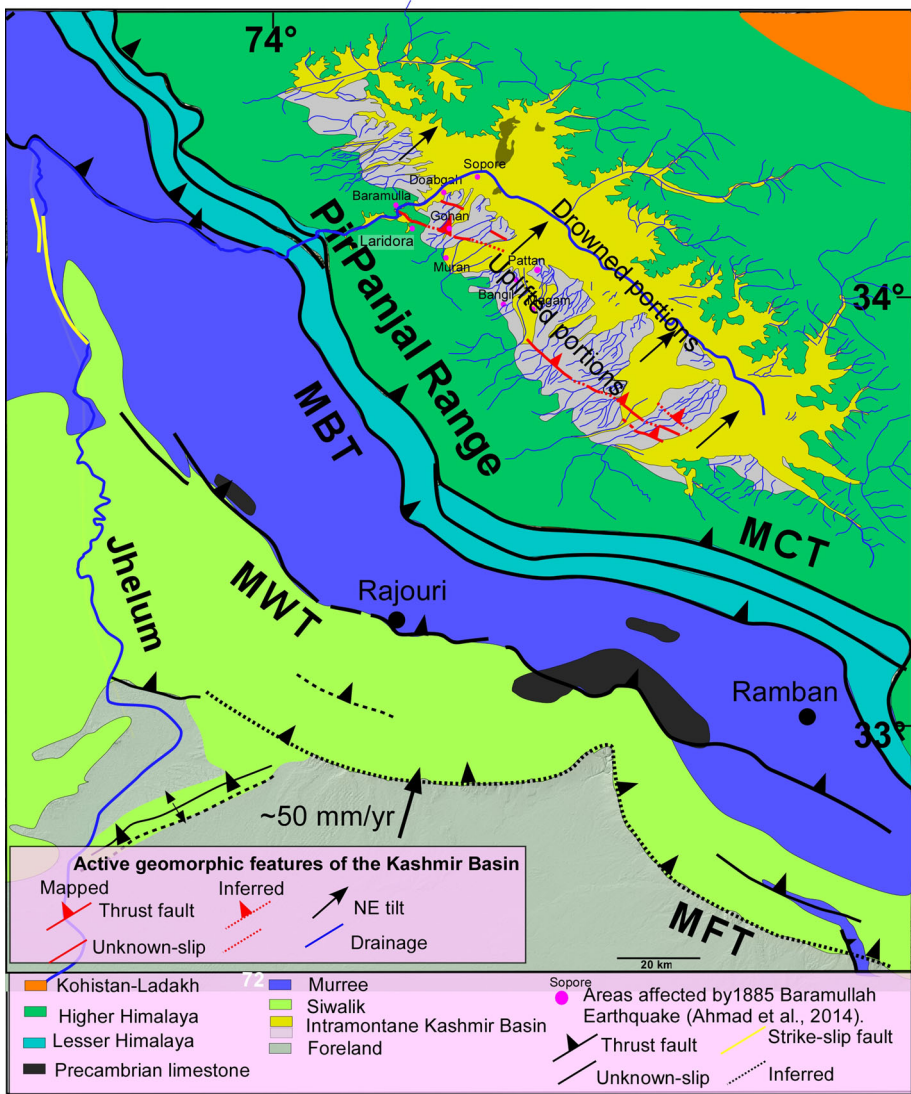 74°
Sopore
Doabgah
Baramulla
Gohan
Laridora
Muran
Pattan
Bangil
Magam
Drowned portions
Uplifted portions
34°
PirPanjal Range
MBT
MCT
Jhelum
MWT
Rajouri
Ramban
33°
~50 mm/yr
MFT
20 km
Active geomorphic features of the Kashmir Basin
Mapped
Inferred
Thrust fault
NE tilt
Unknown-slip
Drainage
72
Kohistan-Ladakh
Higher Himalaya
Lesser Himalaya
Precambrian limestone
Murree
Siwalik
Intramontane Kashmir Basin
Foreland
Sopore
Areas affected by1885 Baramullah
Earthquake (Ahmad et al., 2014).
Thrust fault
Strike-slip fault
Unknown-slip
Inferred